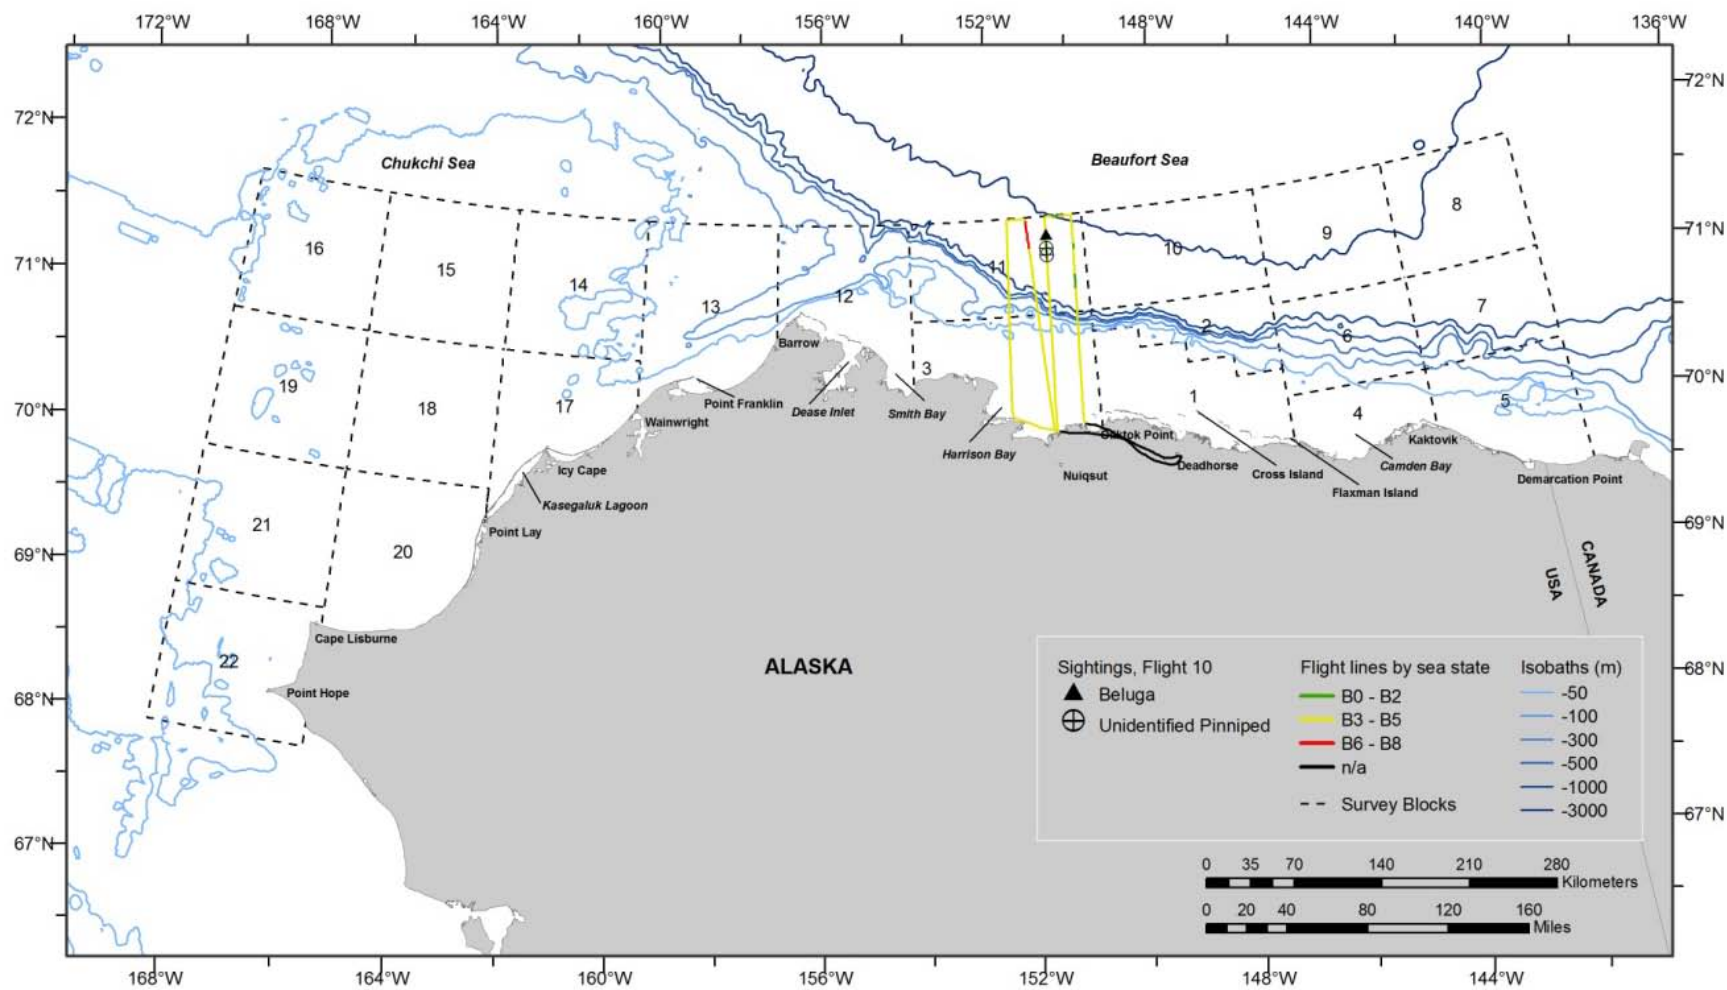 172°W 168°W 164°W 160°W 156°W 152°W 148°W 144°W 140°W 136°W
72°N 72°N
Chukchi Sea Beaufort Sea
8
71°N 16 15 14 13 12 11 10 9 71°N
7
2 6
Barrow
19 18 17 3 1 4 5
70°N 70°N
Point Franklin
Wainwright
Dease Inlet
Smith Bay
Harrison Bay
Oliktok Point
Kaktovik
Icy Cape
Nuiqsut
Deadhorse
Cross Island
Camden Bay
Flaxman Island
Demarcation Point
Kasegaluk Lagoon
21 20
Point Lay
69°N 69°N
USA
CANADA
Cape Lisburne
22
Point Hope
ALASKA
68°N 68°N
67°N 67°N
Sightings, Flight 10
Beluga
Unidentified Pinniped
Flight lines by sea state
B0 - B2
B3 - B5
B6 - B8
n/a
Survey Blocks
Isobaths (m)
-50
-100
-300
-500
-1000
-3000
0 35 70 140 210 280
Kilometers
0 20 40 80 120 160
Miles
168°W 164°W 160°W 156°W 152°W 148°W 144°W